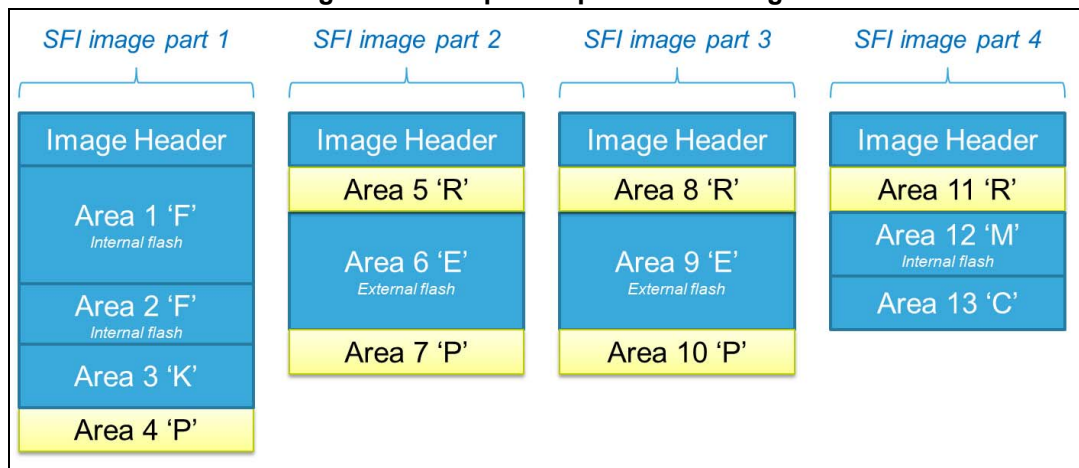 SFI image part 1
Image Header
Area 1 ‘F’
Internal flash
Area 2 ‘F’
Internal flash
Area 3 ‘K’
Area 4 ‘P’
SFI image part 2
Image Header
Area 5 ‘R’
Area 6 ‘E’
External flash
Area 7 ‘P’
SFI image part 3
Image Header
Area 8 ‘R’
Area 9 ‘E’
External flash
Area 10 ‘P’
SFI image part 4
Image Header
Area 11 ‘R’
Area 12 ‘M’
Internal flash
Area 13 ‘C’